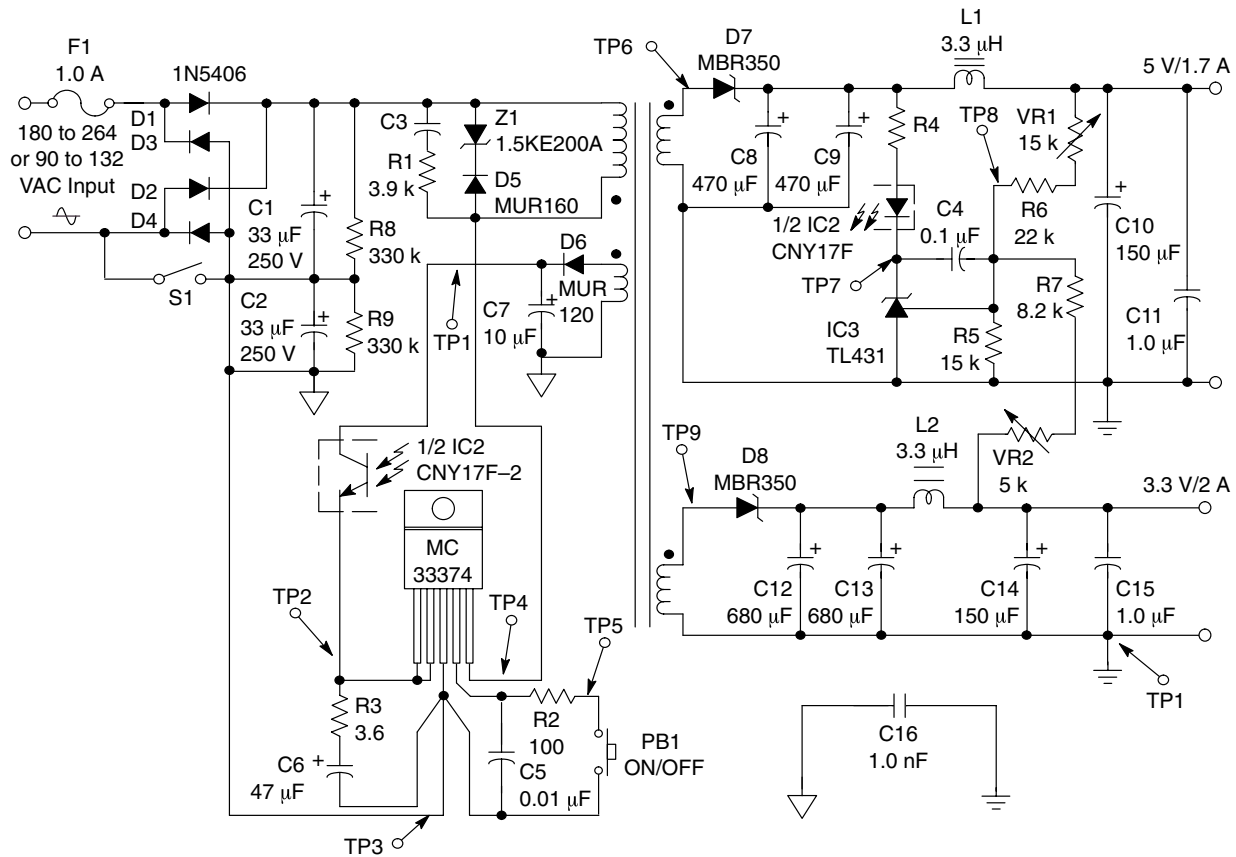 F1
1.0 A
1N5406
180 to 264
or 90 to 132
VAC Input
D1
D3
D2
D4
S1
C1
33 µF
250 V
C2
33 µF
250 V
R8
330 k
R9
330 k
C3
R1
3.9 k
Z1
1.5KE200A
D5
MUR160
D6
MUR
120
C7
10 µF
TP1
TP6
D7
MBR350
L1
3.3 µH
5 V/1.7 A
C8
470 µF
C9
470 µF
R4
TP8
VR1
15 k
R6
22 k
1/2 IC2
CNY17F
C4
0.1 µF
TP7
IC3
TL431
R5
15 k
R7
8.2 k
C10
150 µF
C11
1.0 µF
1/2 IC2
CNY17F–2
MC
33374
TP2
TP4
TP5
R3
3.6
C6
47 µF
TP3
R2
100
C5
0.01 µF
PB1
ON/OFF
TP9
D8
MBR350
L2
3.3 µH
VR2
5 k
3.3 V/2 A
C12
680 µF
C13
680 µF
C14
150 µF
C15
1.0 µF
TP1
C16
1.0 nF